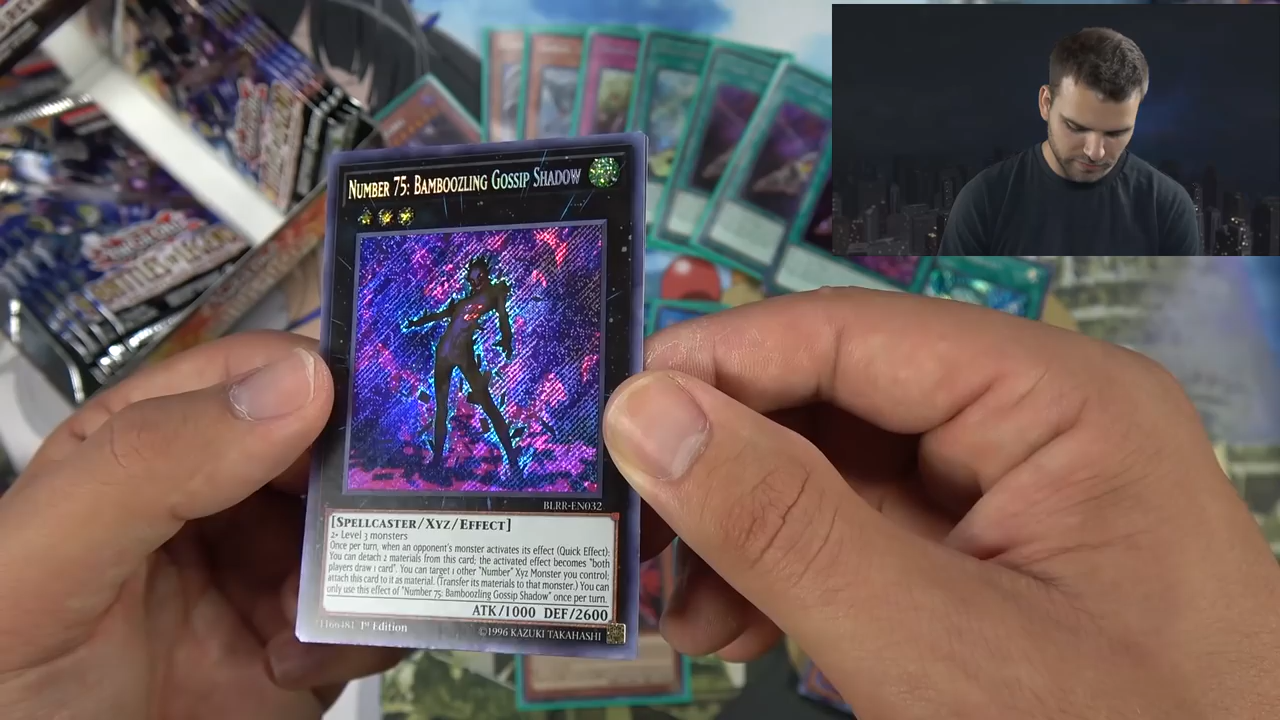 NUMBER 75: BAMBOOZLING GOSSIP SHADOW
BLRR-EN032
[SPELLCASTER/XYZ/EFFECT]
2+ Level 3 monsters
Once per turn, when an opponent's monster activates its effect (Quick Effect):
You can detach 2 materials from this card; the activated effect becomes "both
players draw 1 card". You can target 1 other "Number" Xyz Monster you control;
attach this card to it as material. (Transfer its materials to that monster.) You can
only use this effect of "Number 75: Bamboozling Gossip Shadow" once per turn.
ATK/1000 DEF/2600
1st Edition
©1996 KAZUKI TAKAHASHI